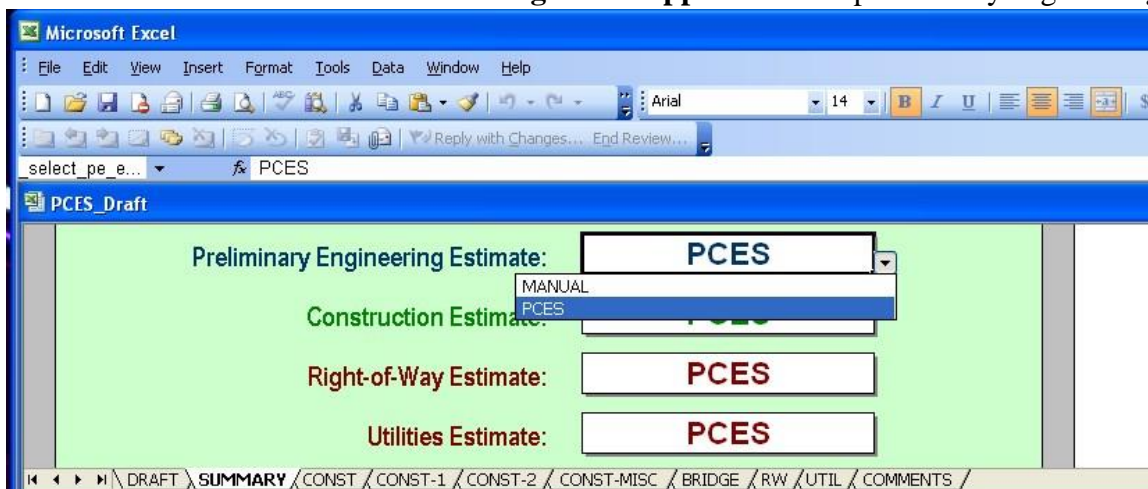 Microsoft Excel
File Edit View Insert Format Tools Data Window Help
Arial 14 B I U $
Reply with Changes... End Review...
_select_pe_e... fx PCES
PCES_Draft
Preliminary Engineering Estimate: PCES
MANUAL
PCES
Construction Estimate:
Right-of-Way Estimate: PCES
Utilities Estimate: PCES
DRAFT SUMMARY CONST CONST-1 CONST-2 CONST-MISC BRIDGE RW UTIL COMMENTS